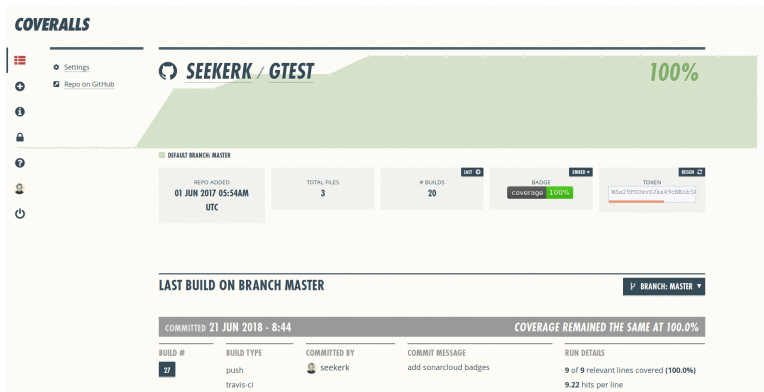 COVERALLS
Settings
Repo on GitHub
SEEKERK / GTEST
100%
DEFAULT BRANCH: MASTER
REPO ADDED
01 JUN 2017 05:54AM
UTC
TOTAL FILES
3
LAST
# BUILDS
20
EMBED ▾
BADGE
coverage 100%
REGEN
TOKEN
LAST BUILD ON BRANCH MASTER
BRANCH: MASTER ▼
COMMITTED 21 JUN 2018 - 8:44
COVERAGE REMAINED THE SAME AT 100.0%
BUILD #
27
BUILD TYPE
push
travis-ci
COMMITTED BY
seekerk
COMMIT MESSAGE
add sonarcloud badges
RUN DETAILS
9 of 9 relevant lines covered (100.0%)
9.22 hits per line